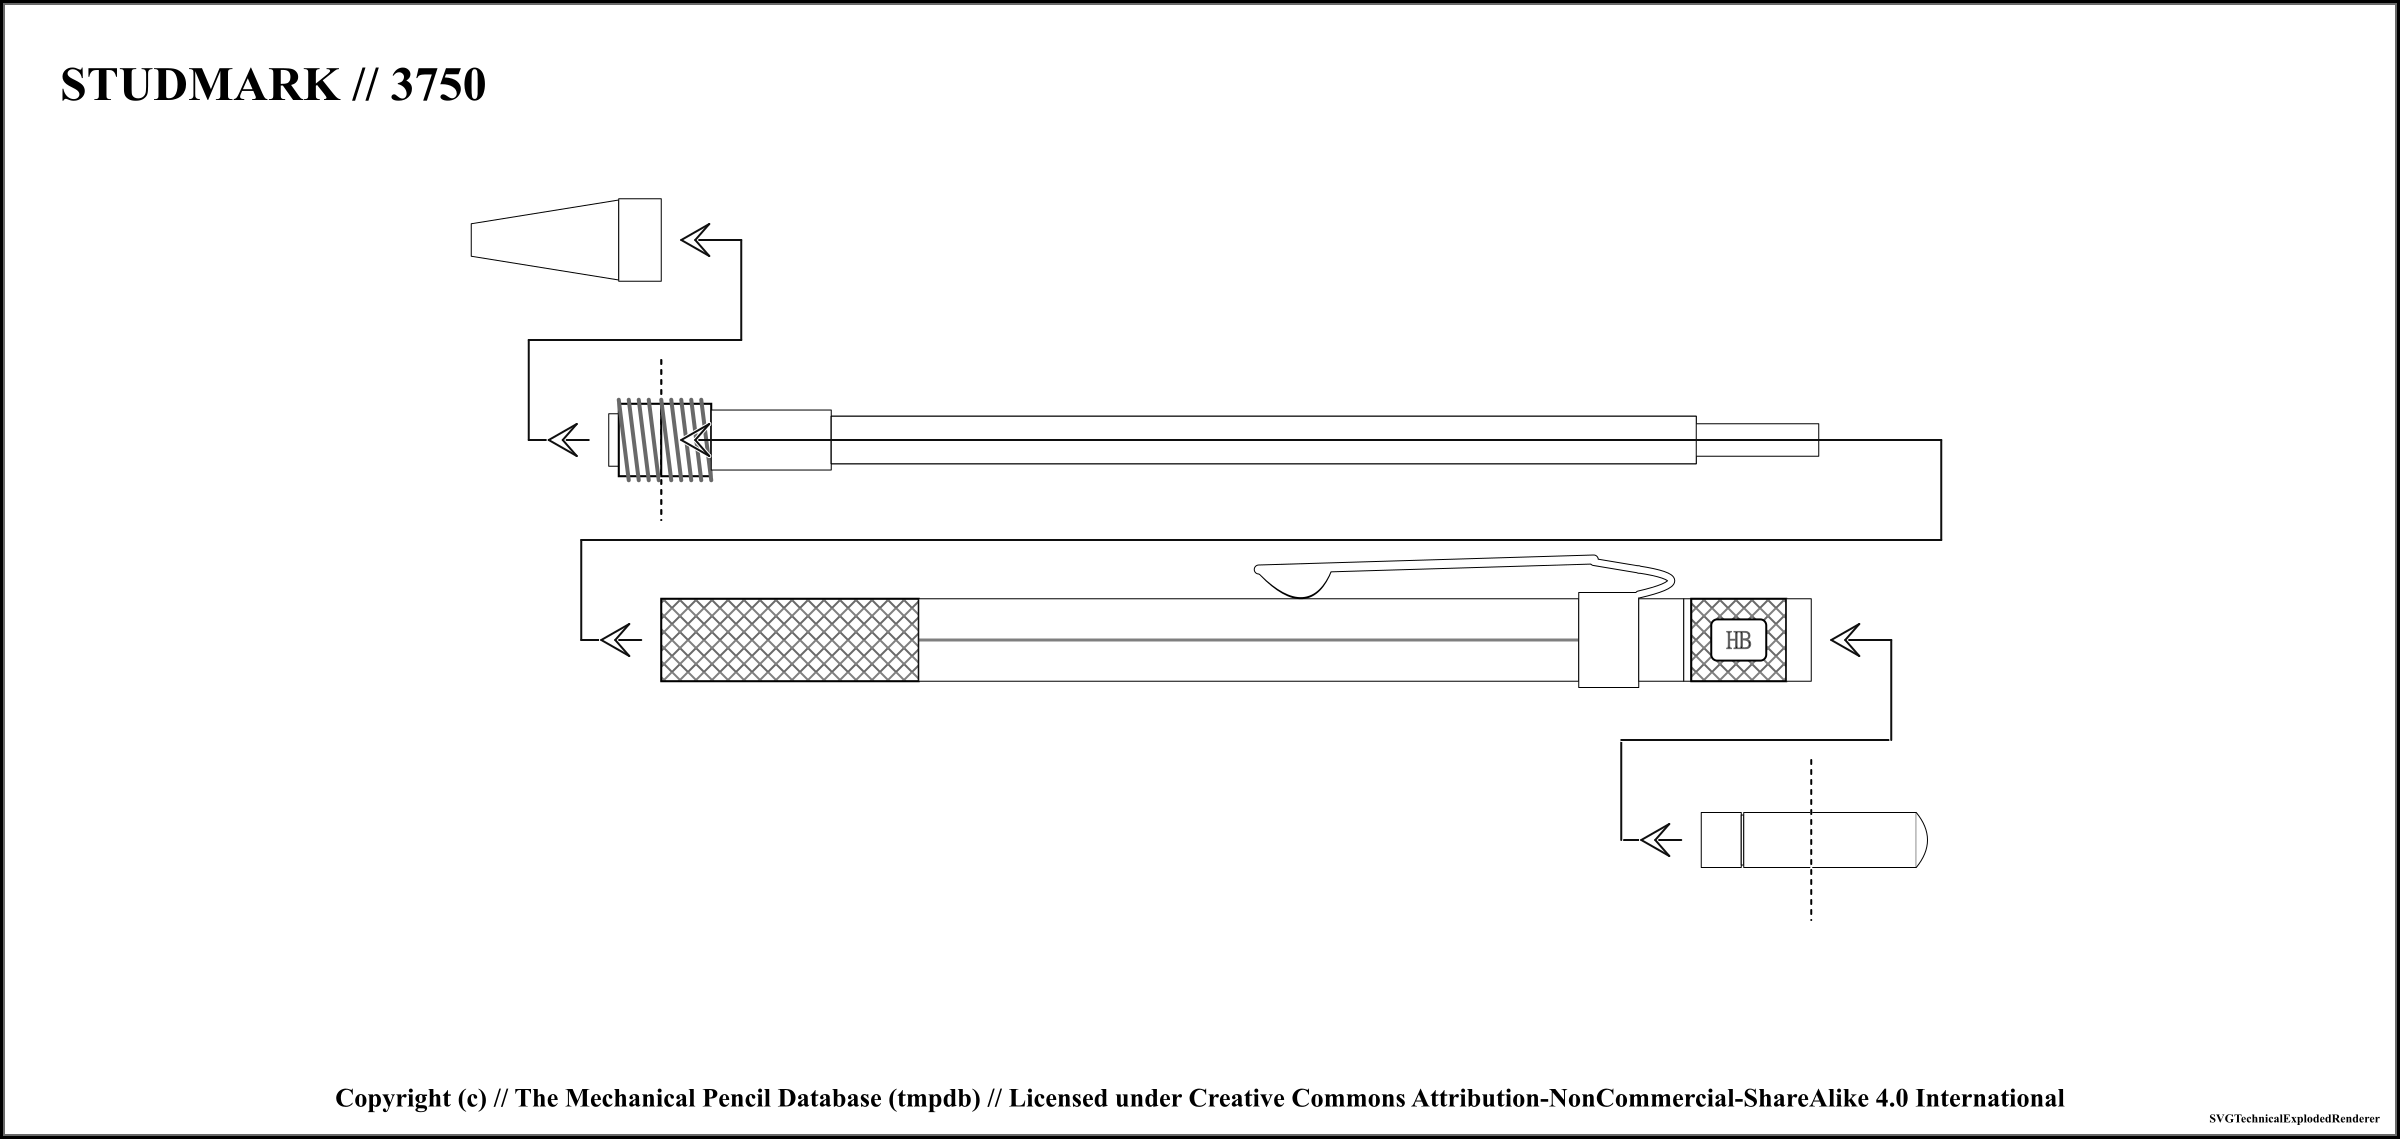 STUDMARK // 3750
HB
Copyright (c) // The Mechanical Pencil Database (tmpdb) // Licensed under Creative Commons Attribution-NonCommercial-ShareAlike 4.0 International
SVGTechnicalExplodedRenderer